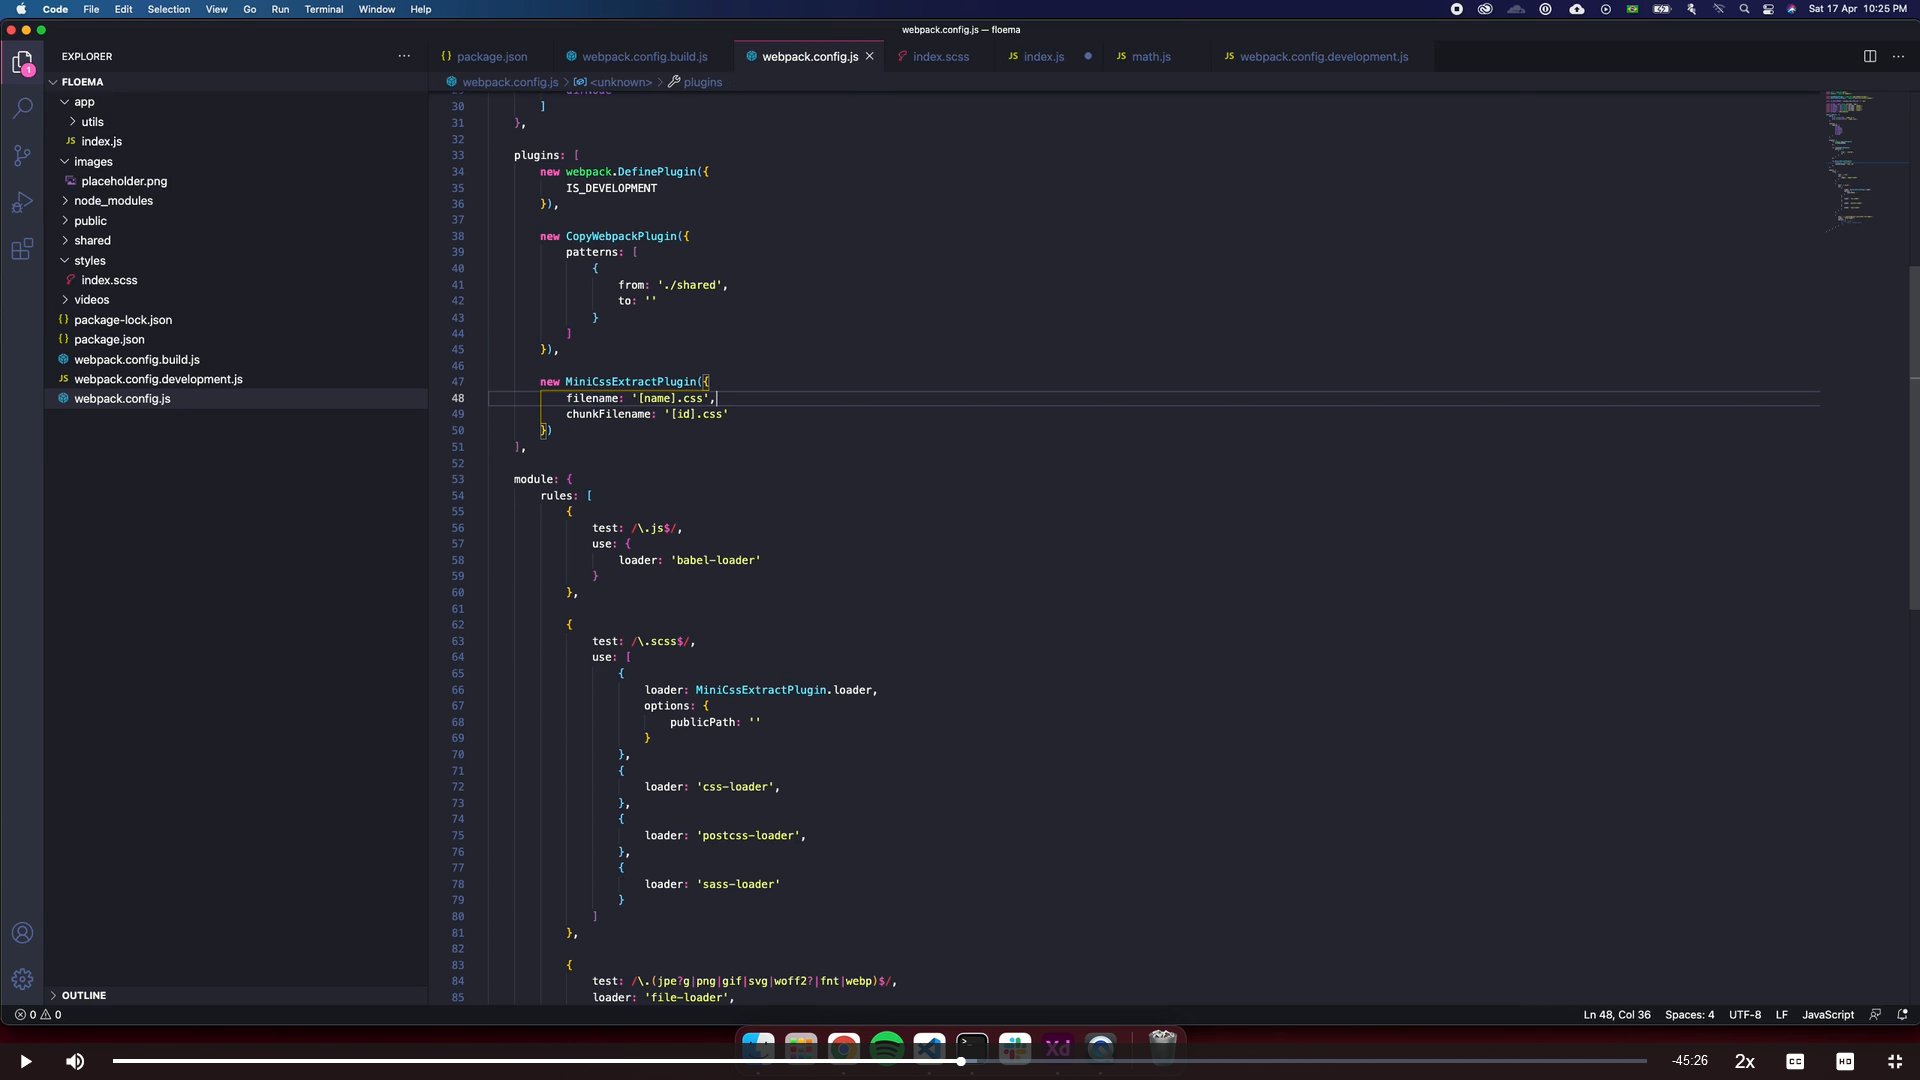 Code File Edit Selection View Go Run Terminal Window Help Sat 17 Apr 10:25 PM
webpack.config.js — floema
EXPLORER
package.json webpack.config.build.js webpack.config.js index.scss index.js math.js webpack.config.development.js
webpack.config.js > <unknown> > plugins
FLOEMA
app
utils
JS index.js
images
placeholder.png
node_modules
public
shared
styles
index.scss
videos
{} package-lock.json
{} package.json
webpack.config.build.js
JS webpack.config.development.js
webpack.config.js
OUTLINE
30 ]
31 },
32
33 plugins: [
34 new webpack.DefinePlugin({
35 IS_DEVELOPMENT
36 }),
37
38 new CopyWebpackPlugin({
39 patterns: [
40 {
41 from: './shared',
42 to: ''
43 }
44 ]
45 }),
46
47 new MiniCssExtractPlugin({
48 filename: '[name].css',
49 chunkFilename: '[id].css'
50 })
51 ],
52
53 module: {
54 rules: [
55 {
56 test: /\.js$/,
57 use: {
58 loader: 'babel-loader'
59 }
60 },
61
62 {
63 test: /\.scss$/,
64 use: [
65 {
66 loader: MiniCssExtractPlugin.loader,
67 options: {
68 publicPath: ''
69 }
70 },
71 {
72 loader: 'css-loader',
73 },
74 {
75 loader: 'postcss-loader',
76 },
77 {
78 loader: 'sass-loader'
79 }
80 ]
81 },
82
83 {
84 test: /\.(jpe?g|png|gif|svg|woff2?|fnt|webp)$/,
85 loader: 'file-loader',
0 0 Ln 48, Col 36 Spaces: 4 UTF-8 LF JavaScript
-45:26 2x CC HD